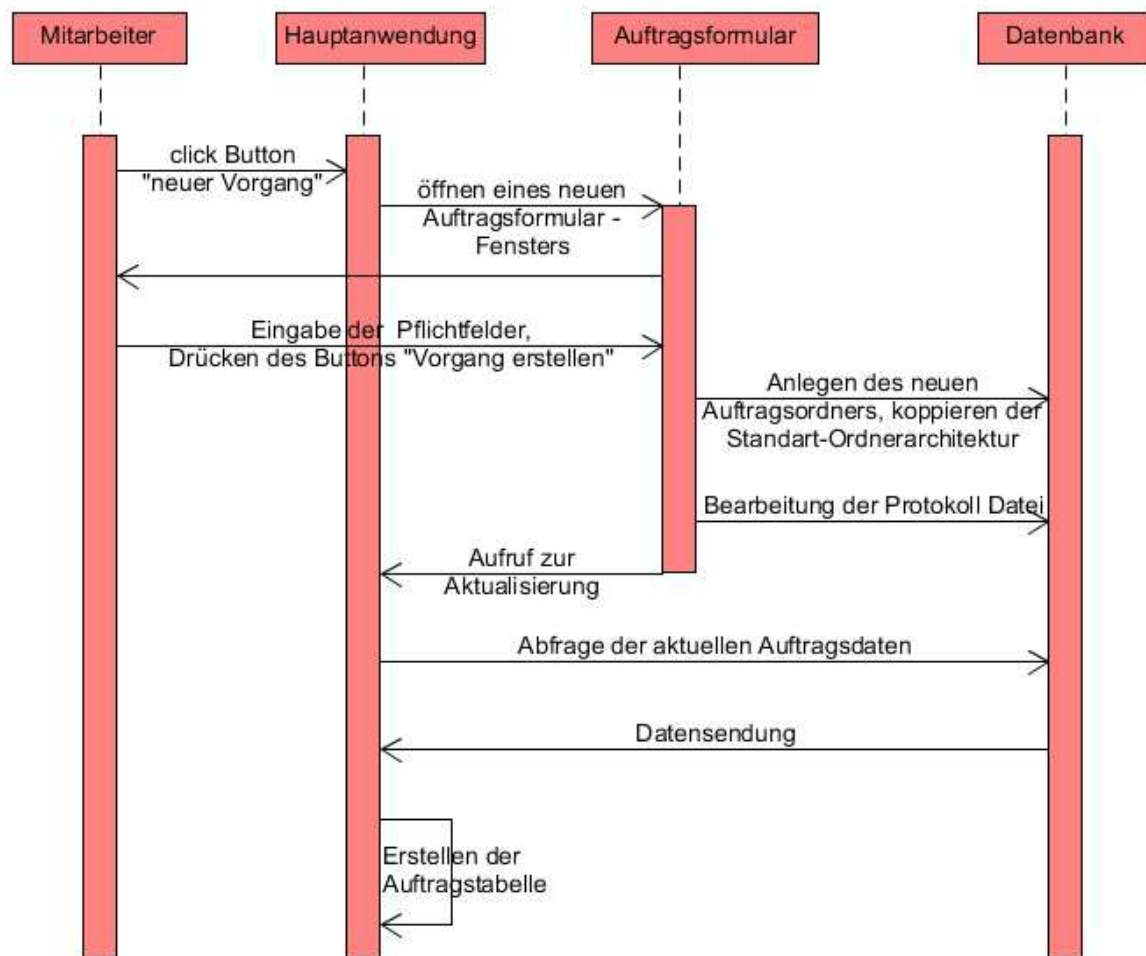 Mitarbeiter
Hauptanwendung
Auftragsformular
Datenbank
click Button
"neuer Vorgang"
öffnen eines neuen
Auftragsformular -
Fensters
Eingabe der Pflichtfelder,
Drücken des Buttons "Vorgang erstellen"
Anlegen des neuen
Auftragsordners, koppieren der
Standart-Ordnerarchitektur
Bearbeitung der Protokoll Datei
Aufruf zur
Aktualisierung
Abfrage der aktuellen Auftragsdaten
Datensendung
Erstellen der
Auftragstabelle